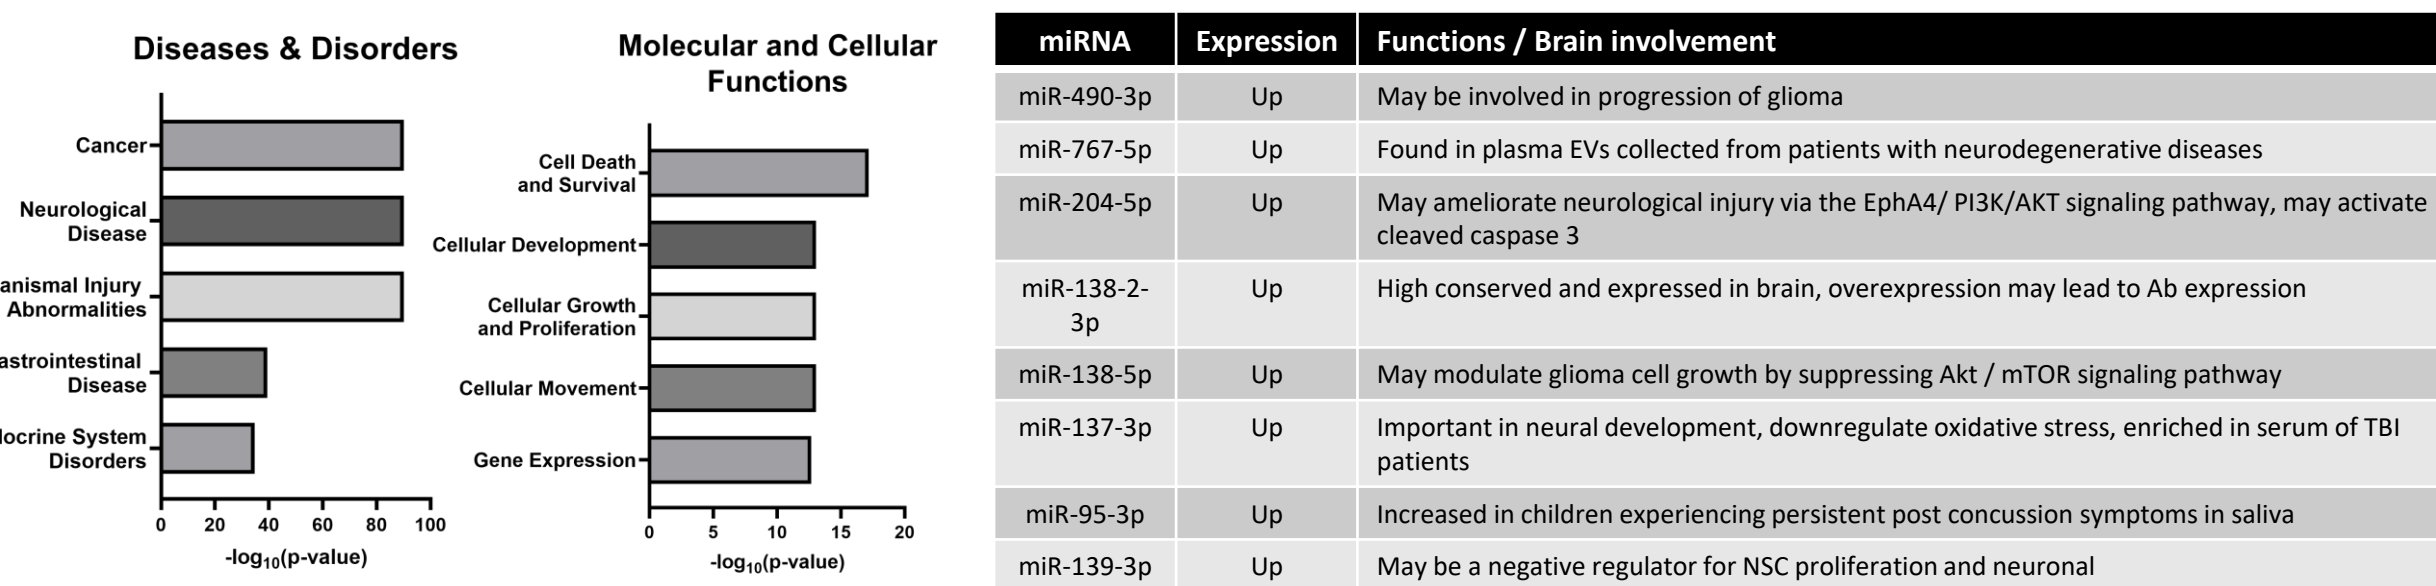 Diseases & Disorders
Cancer
Neurological
Disease
anismal Injury
Abnormalities
astrointestinal
Disease
docrine System
Disorders
0 20 40 60 80 100
-log10(p-value)
Molecular and Cellular
Functions
Cell Death
and Survival
Cellular Development
Cellular Growth
and Proliferation
Cellular Movement
Gene Expression
0 5 10 15 20
-log10(p-value)
miRNA Expression Functions / Brain involvement
miR-490-3p Up May be involved in progression of glioma
miR-767-5p Up Found in plasma EVs collected from patients with neurodegenerative diseases
miR-204-5p Up May ameliorate neurological injury via the EphA4/ PI3K/AKT signaling pathway, may activate
cleaved caspase 3
miR-138-2- Up High conserved and expressed in brain, overexpression may lead to Ab expression
3p
miR-138-5p Up May modulate glioma cell growth by suppressing Akt / mTOR signaling pathway
miR-137-3p Up Important in neural development, downregulate oxidative stress, enriched in serum of TBI
patients
miR-95-3p Up Increased in children experiencing persistent post concussion symptoms in saliva
miR-139-3p Up May be a negative regulator for NSC proliferation and neuronal